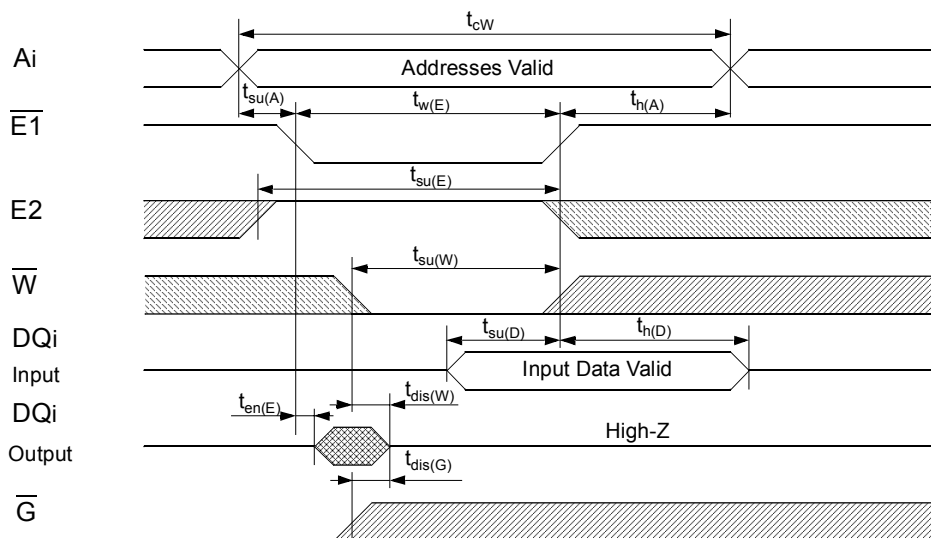 t_cW
Ai
Addresses Valid
t_su(A)
t_w(E)
t_h(A)
E̅1̅
t_su(E)
E2
t_su(W)
W̅
DQi
t_su(D)
t_h(D)
Input
Input Data Valid
DQi
t_en(E)
t_dis(W)
High-Z
Output
t_dis(G)
G̅